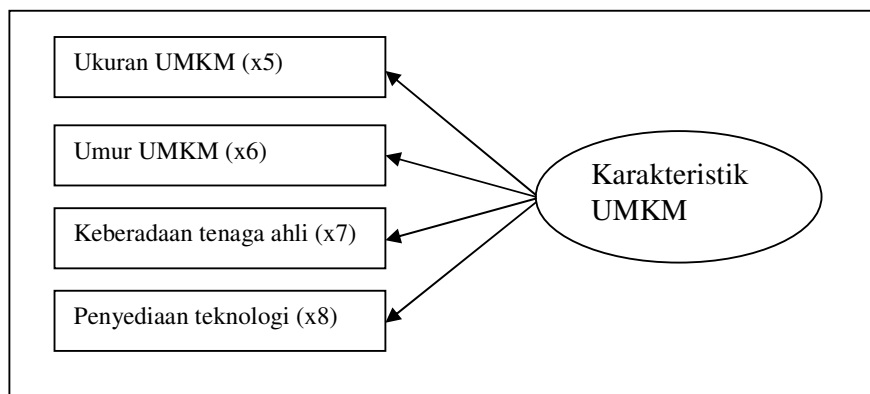 Ukuran UMKM (x5)
Umur UMKM (x6)
Keberadaan tenaga ahli (x7)
Penyediaan teknologi (x8)
Karakteristik
UMKM